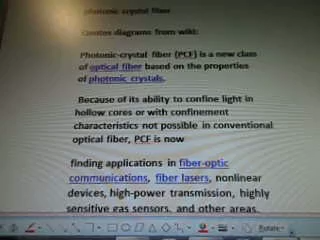 photonic crystal fiber
Quotes diagrams from wiki:
Photonic-crystal fiber (PCF) is a new class
of optical fiber based on the properties
of photonic crystals.
Because of its ability to confine light in
hollow cores or with confinement
characteristics not possible in conventional
optical fiber, PCF is now
finding applications in fiber-optic
communications, fiber lasers, nonlinear
devices, high-power transmission, highly
sensitive gas sensors, and other areas.
Rotate